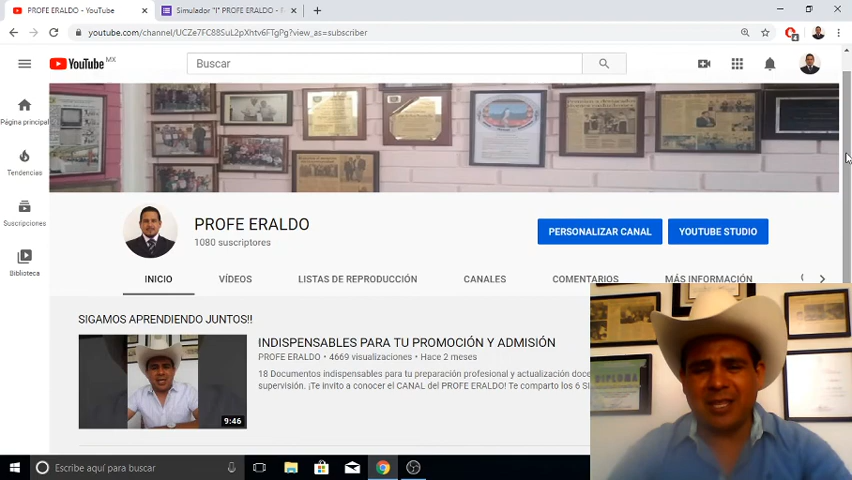 PROFE ERALDO - YouTube
Simulador "I" PROFE ERALDO - F
youtube.com/channel/UCZe7FC88SuL2pXhtv6FTgPg?view_as=subscriber
YouTube MX
Buscar
Página principal
Tendencias
Suscripciones
Biblioteca
PROFE ERALDO
1080 suscriptores
PERSONALIZAR CANAL
YOUTUBE STUDIO
INICIO
VÍDEOS
LISTAS DE REPRODUCCIÓN
CANALES
COMENTARIOS
MÁS INFORMACIÓN
SIGAMOS APRENDIENDO JUNTOS!!
INDISPENSABLES PARA TU PROMOCIÓN Y ADMISIÓN
PROFE ERALDO • 4669 visualizaciones • Hace 2 meses
18 Documentos indispensables para tu preparación profesional y actualización doce
supervisión. ¡Te invito a conocer el CANAL del PROFE ERALDO! Te comparto los 6 SI
9:46
Escribe aquí para buscar